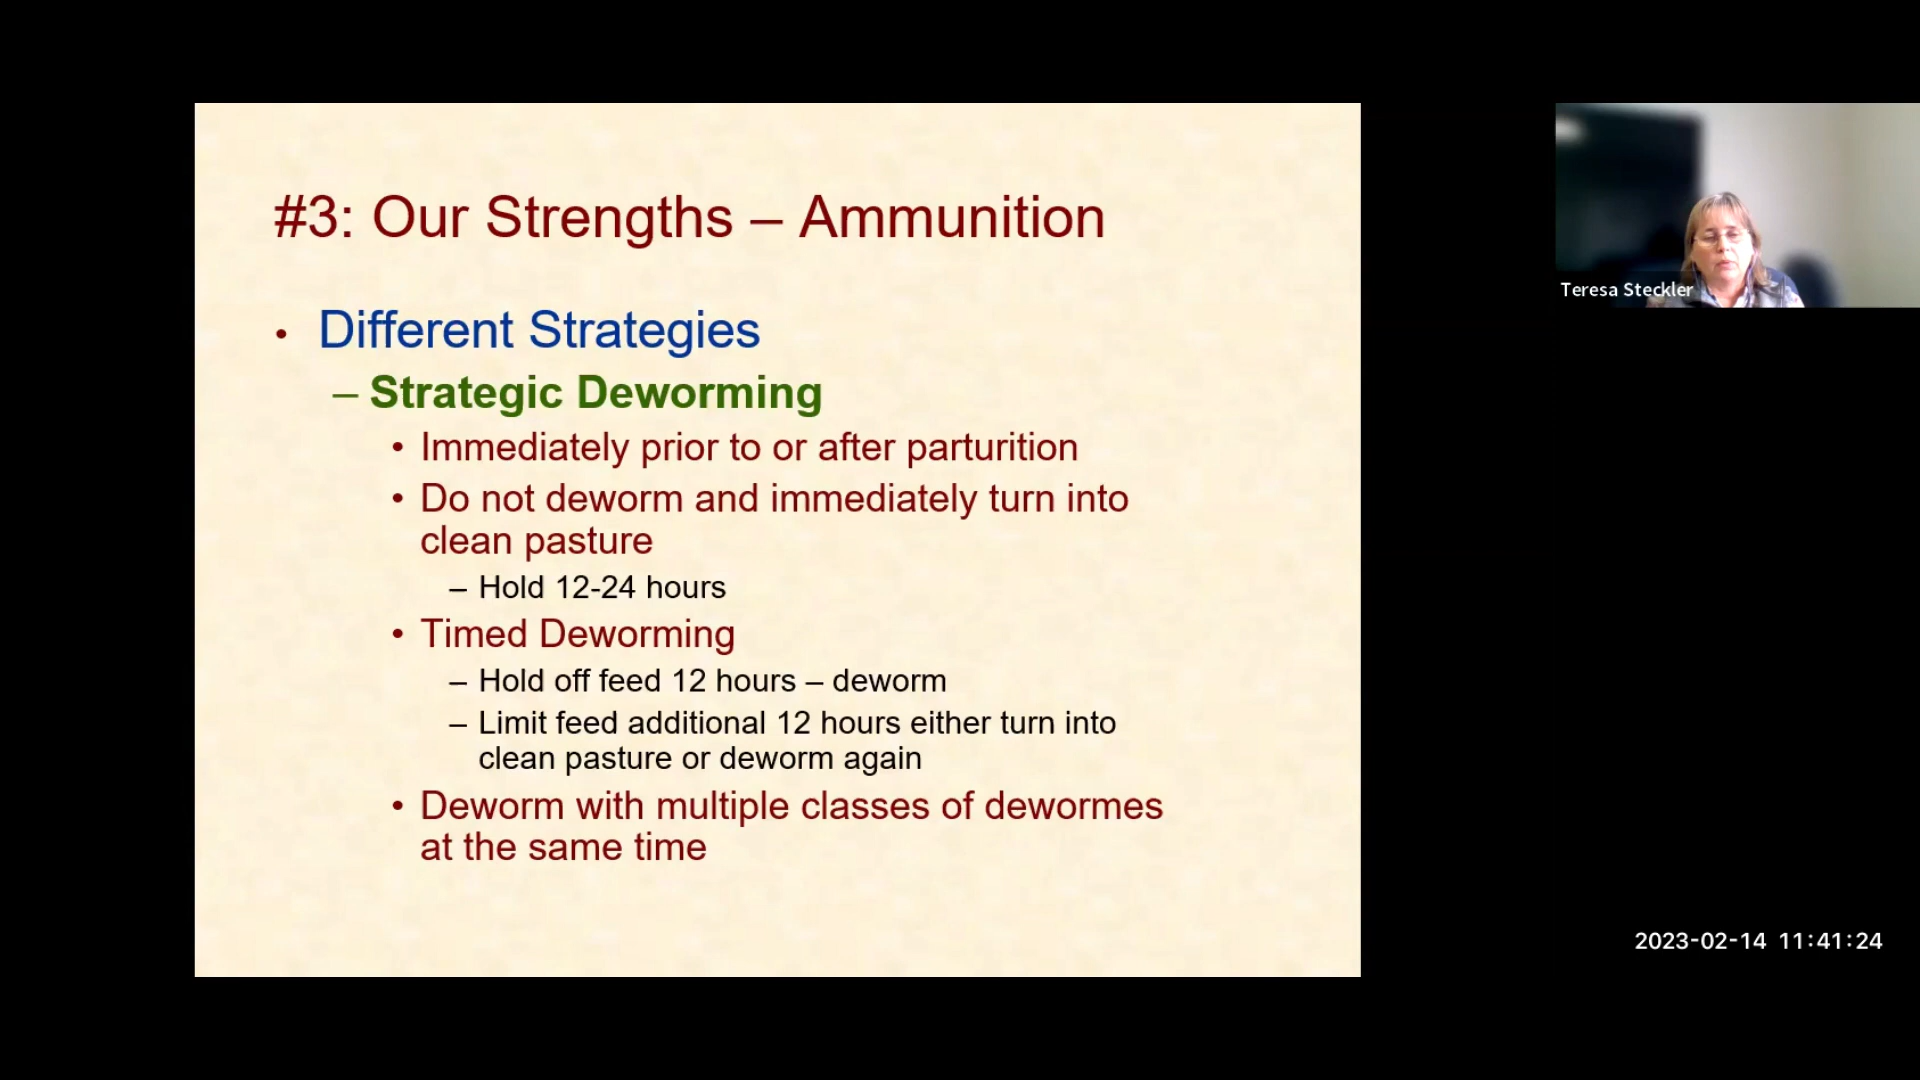 #3: Our Strengths – Ammunition
• Different Strategies
– Strategic Deworming
• Immediately prior to or after parturition
• Do not deworm and immediately turn into
clean pasture
– Hold 12-24 hours
• Timed Deworming
– Hold off feed 12 hours – deworm
– Limit feed additional 12 hours either turn into
clean pasture or deworm again
• Deworm with multiple classes of dewormes
at the same time
Teresa Steckler
2023-02-14 11:41:24